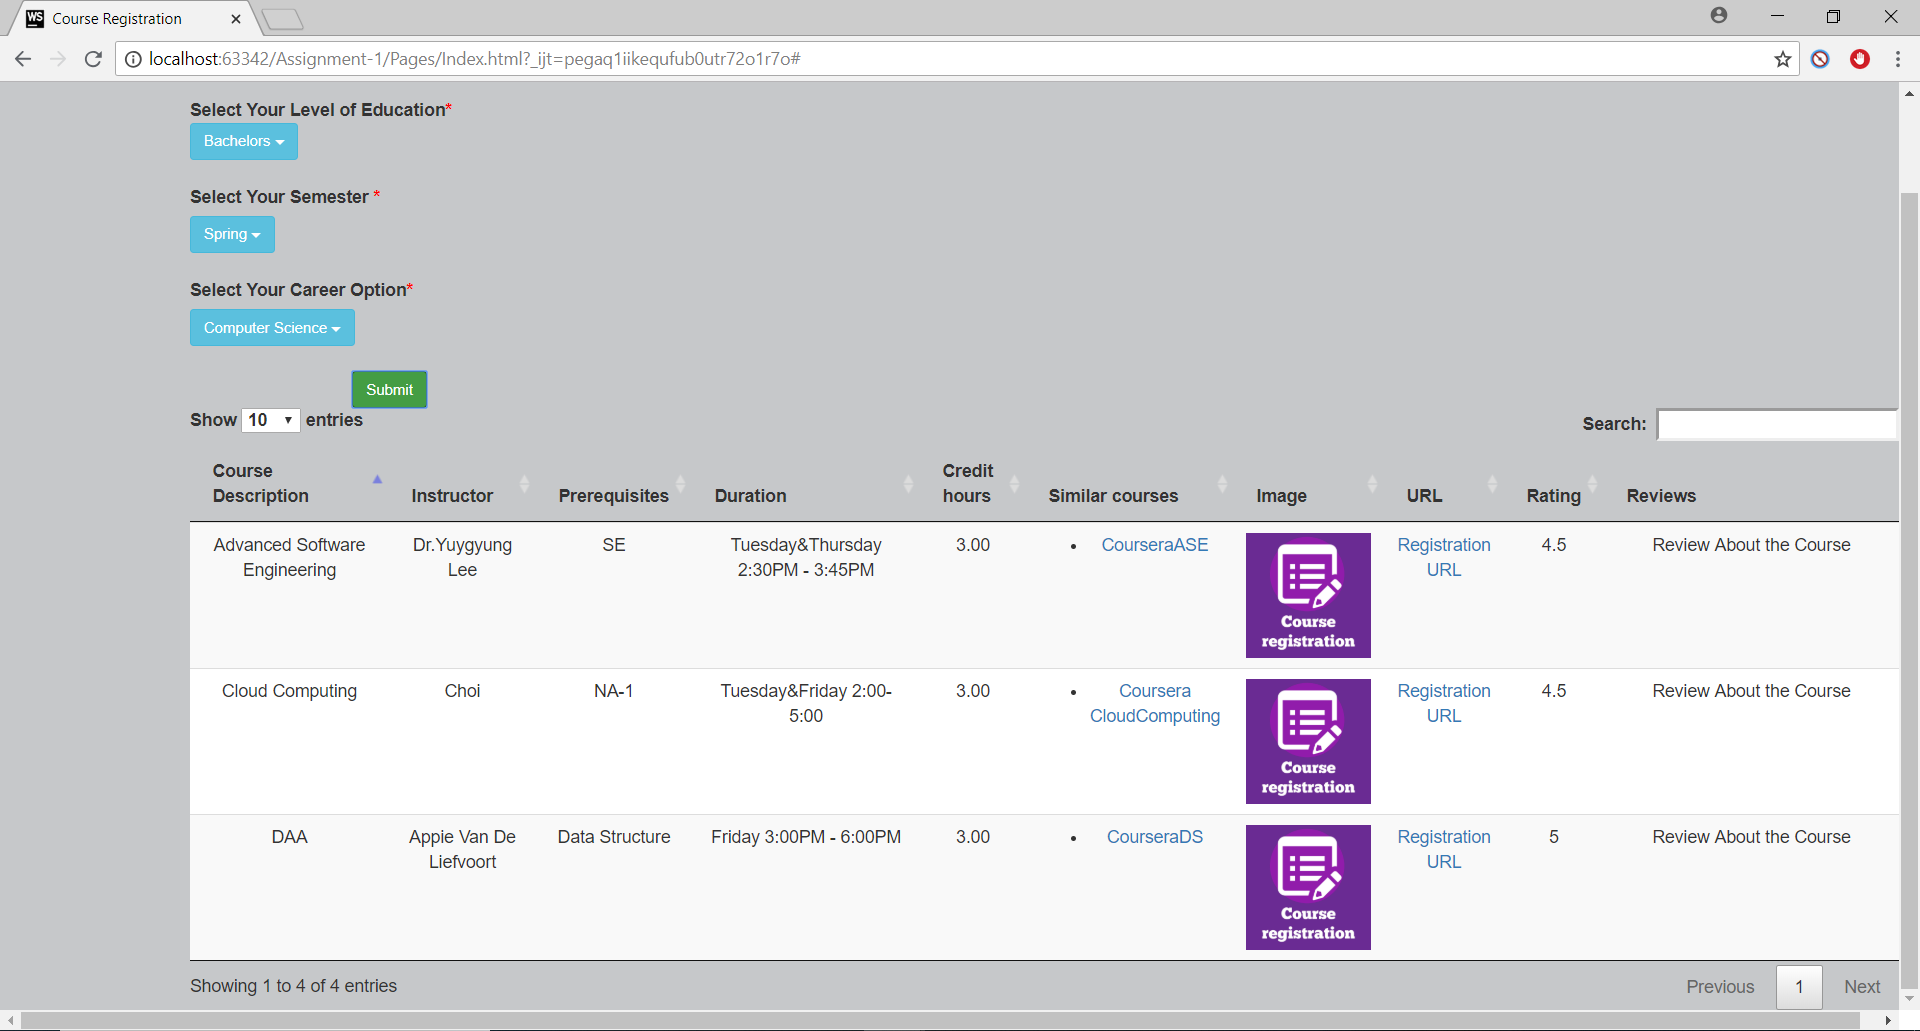 WS Course Registration
localhost:63342/Assignment-1/Pages/Index.html?_ijt=pegaq1iikequfub0utr72o1r7o#
Select Your Level of Education*
Bachelors
Select Your Semester *
Spring
Select Your Career Option*
Computer Science
Submit
Show 10 entries
Search:
Course Description
Instructor
Prerequisites
Duration
Credit hours
Similar courses
Image
URL
Rating
Reviews
Advanced Software
Engineering
Dr.Yuygyung
Lee
SE
Tuesday&Thursday
2:30PM - 3:45PM
3.00
• CourseraASE
Course
registration
Registration
URL
4.5
Review About the Course
Cloud Computing
Choi
NA-1
Tuesday&Friday 2:00-
5:00
3.00
• Coursera
CloudComputing
Course
registration
Registration
URL
4.5
Review About the Course
DAA
Appie Van De
Liefvoort
Data Structure
Friday 3:00PM - 6:00PM
3.00
• CourseraDS
Course
registration
Registration
URL
5
Review About the Course
Showing 1 to 4 of 4 entries
Previous 1 Next